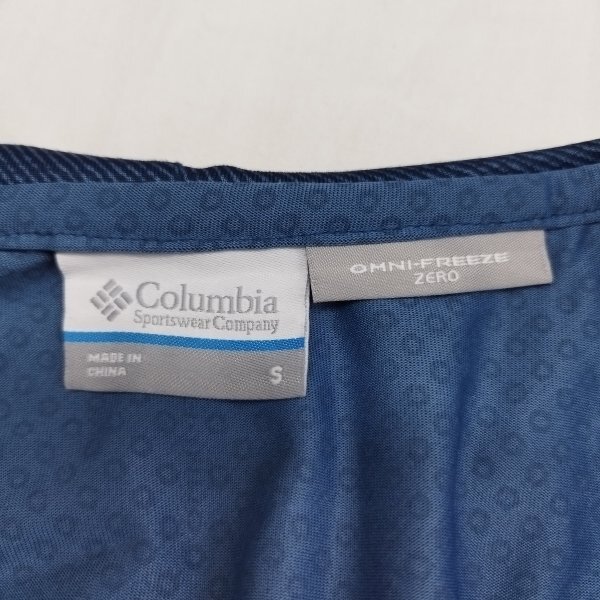 Columbia
Sportswear Company
MADE IN
CHINA
S
OMNI-FREEZE
ZERO